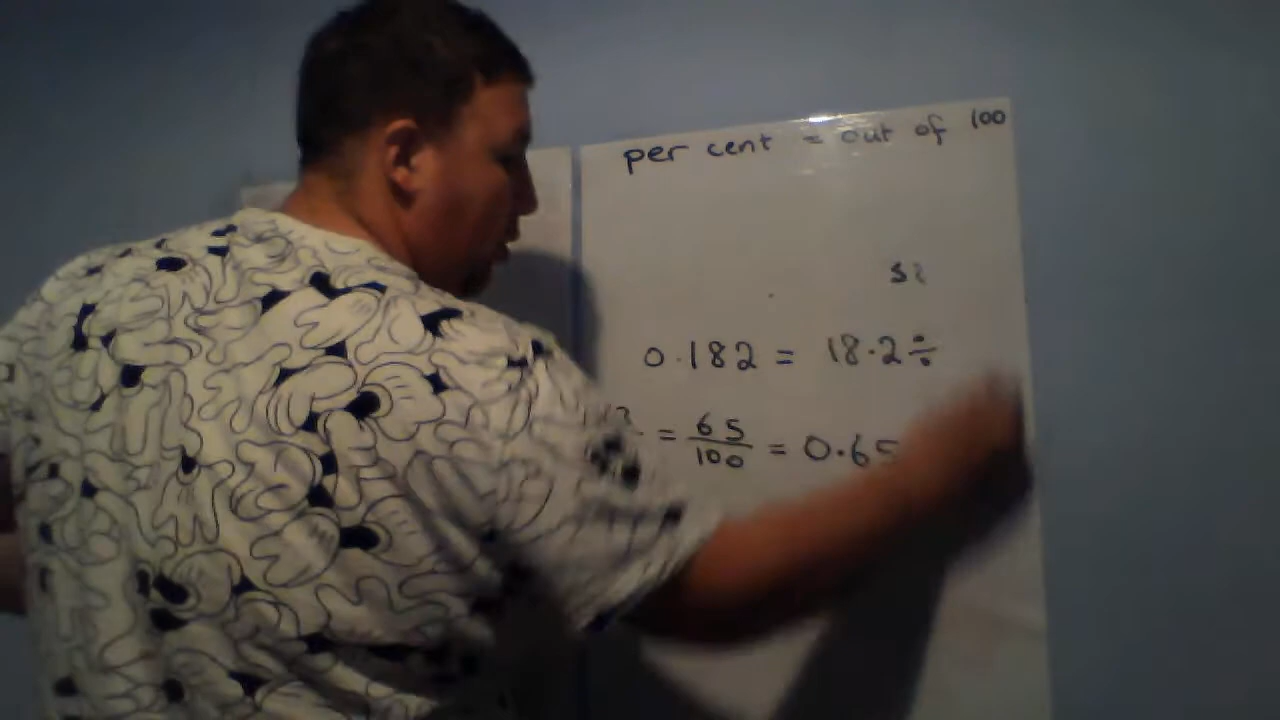 per cent = out of 100
0.182 = 18.2÷
= 65/100 = 0.65